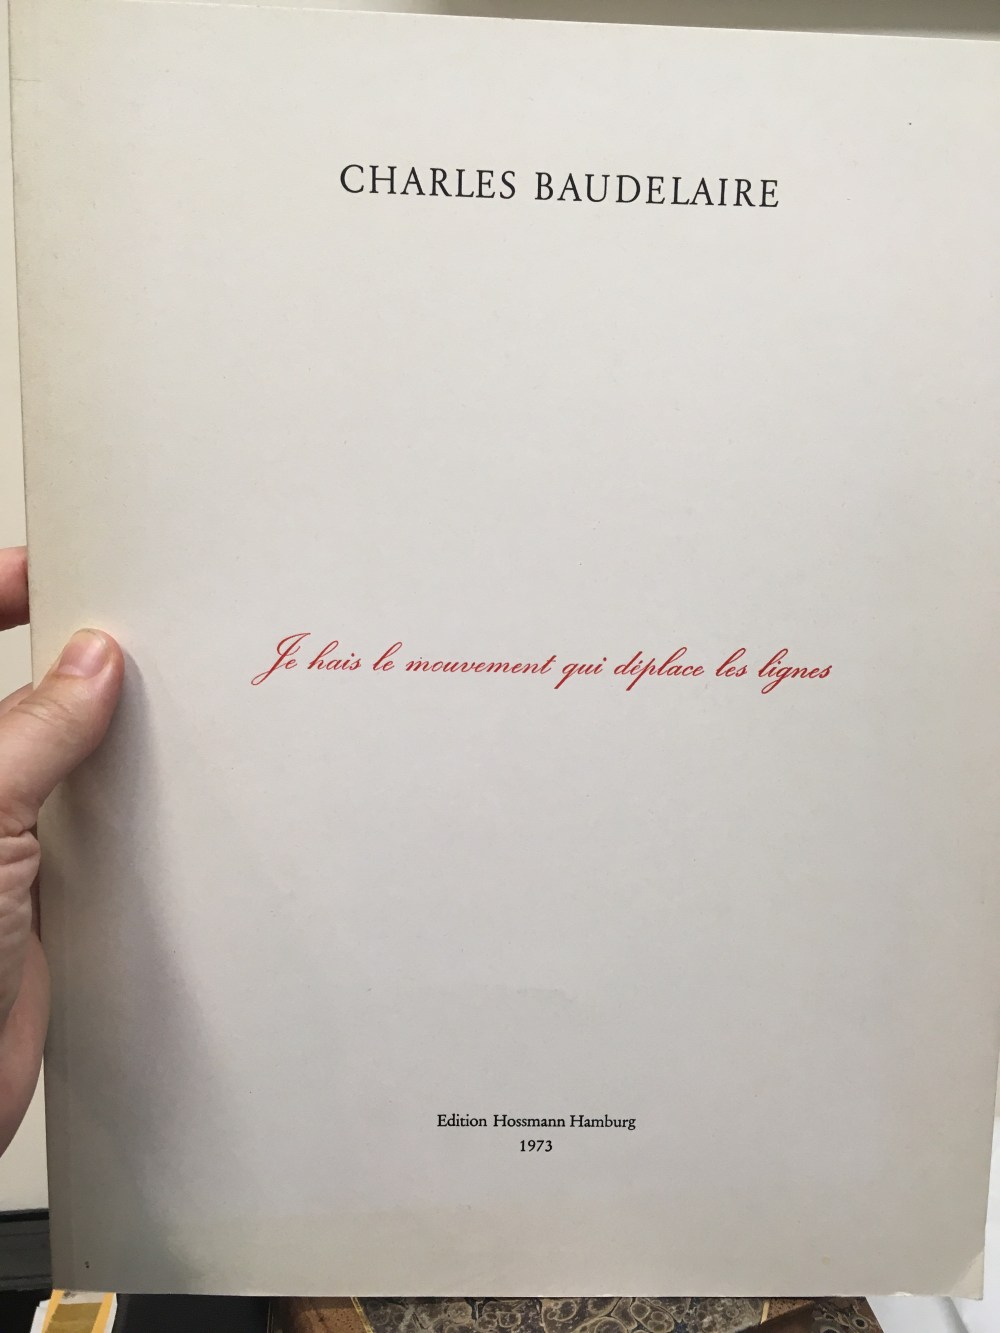 CHARLES BAUDELAIRE
Je hais le mouvement qui déplace les lignes
Edition Hossmann Hamburg
1973